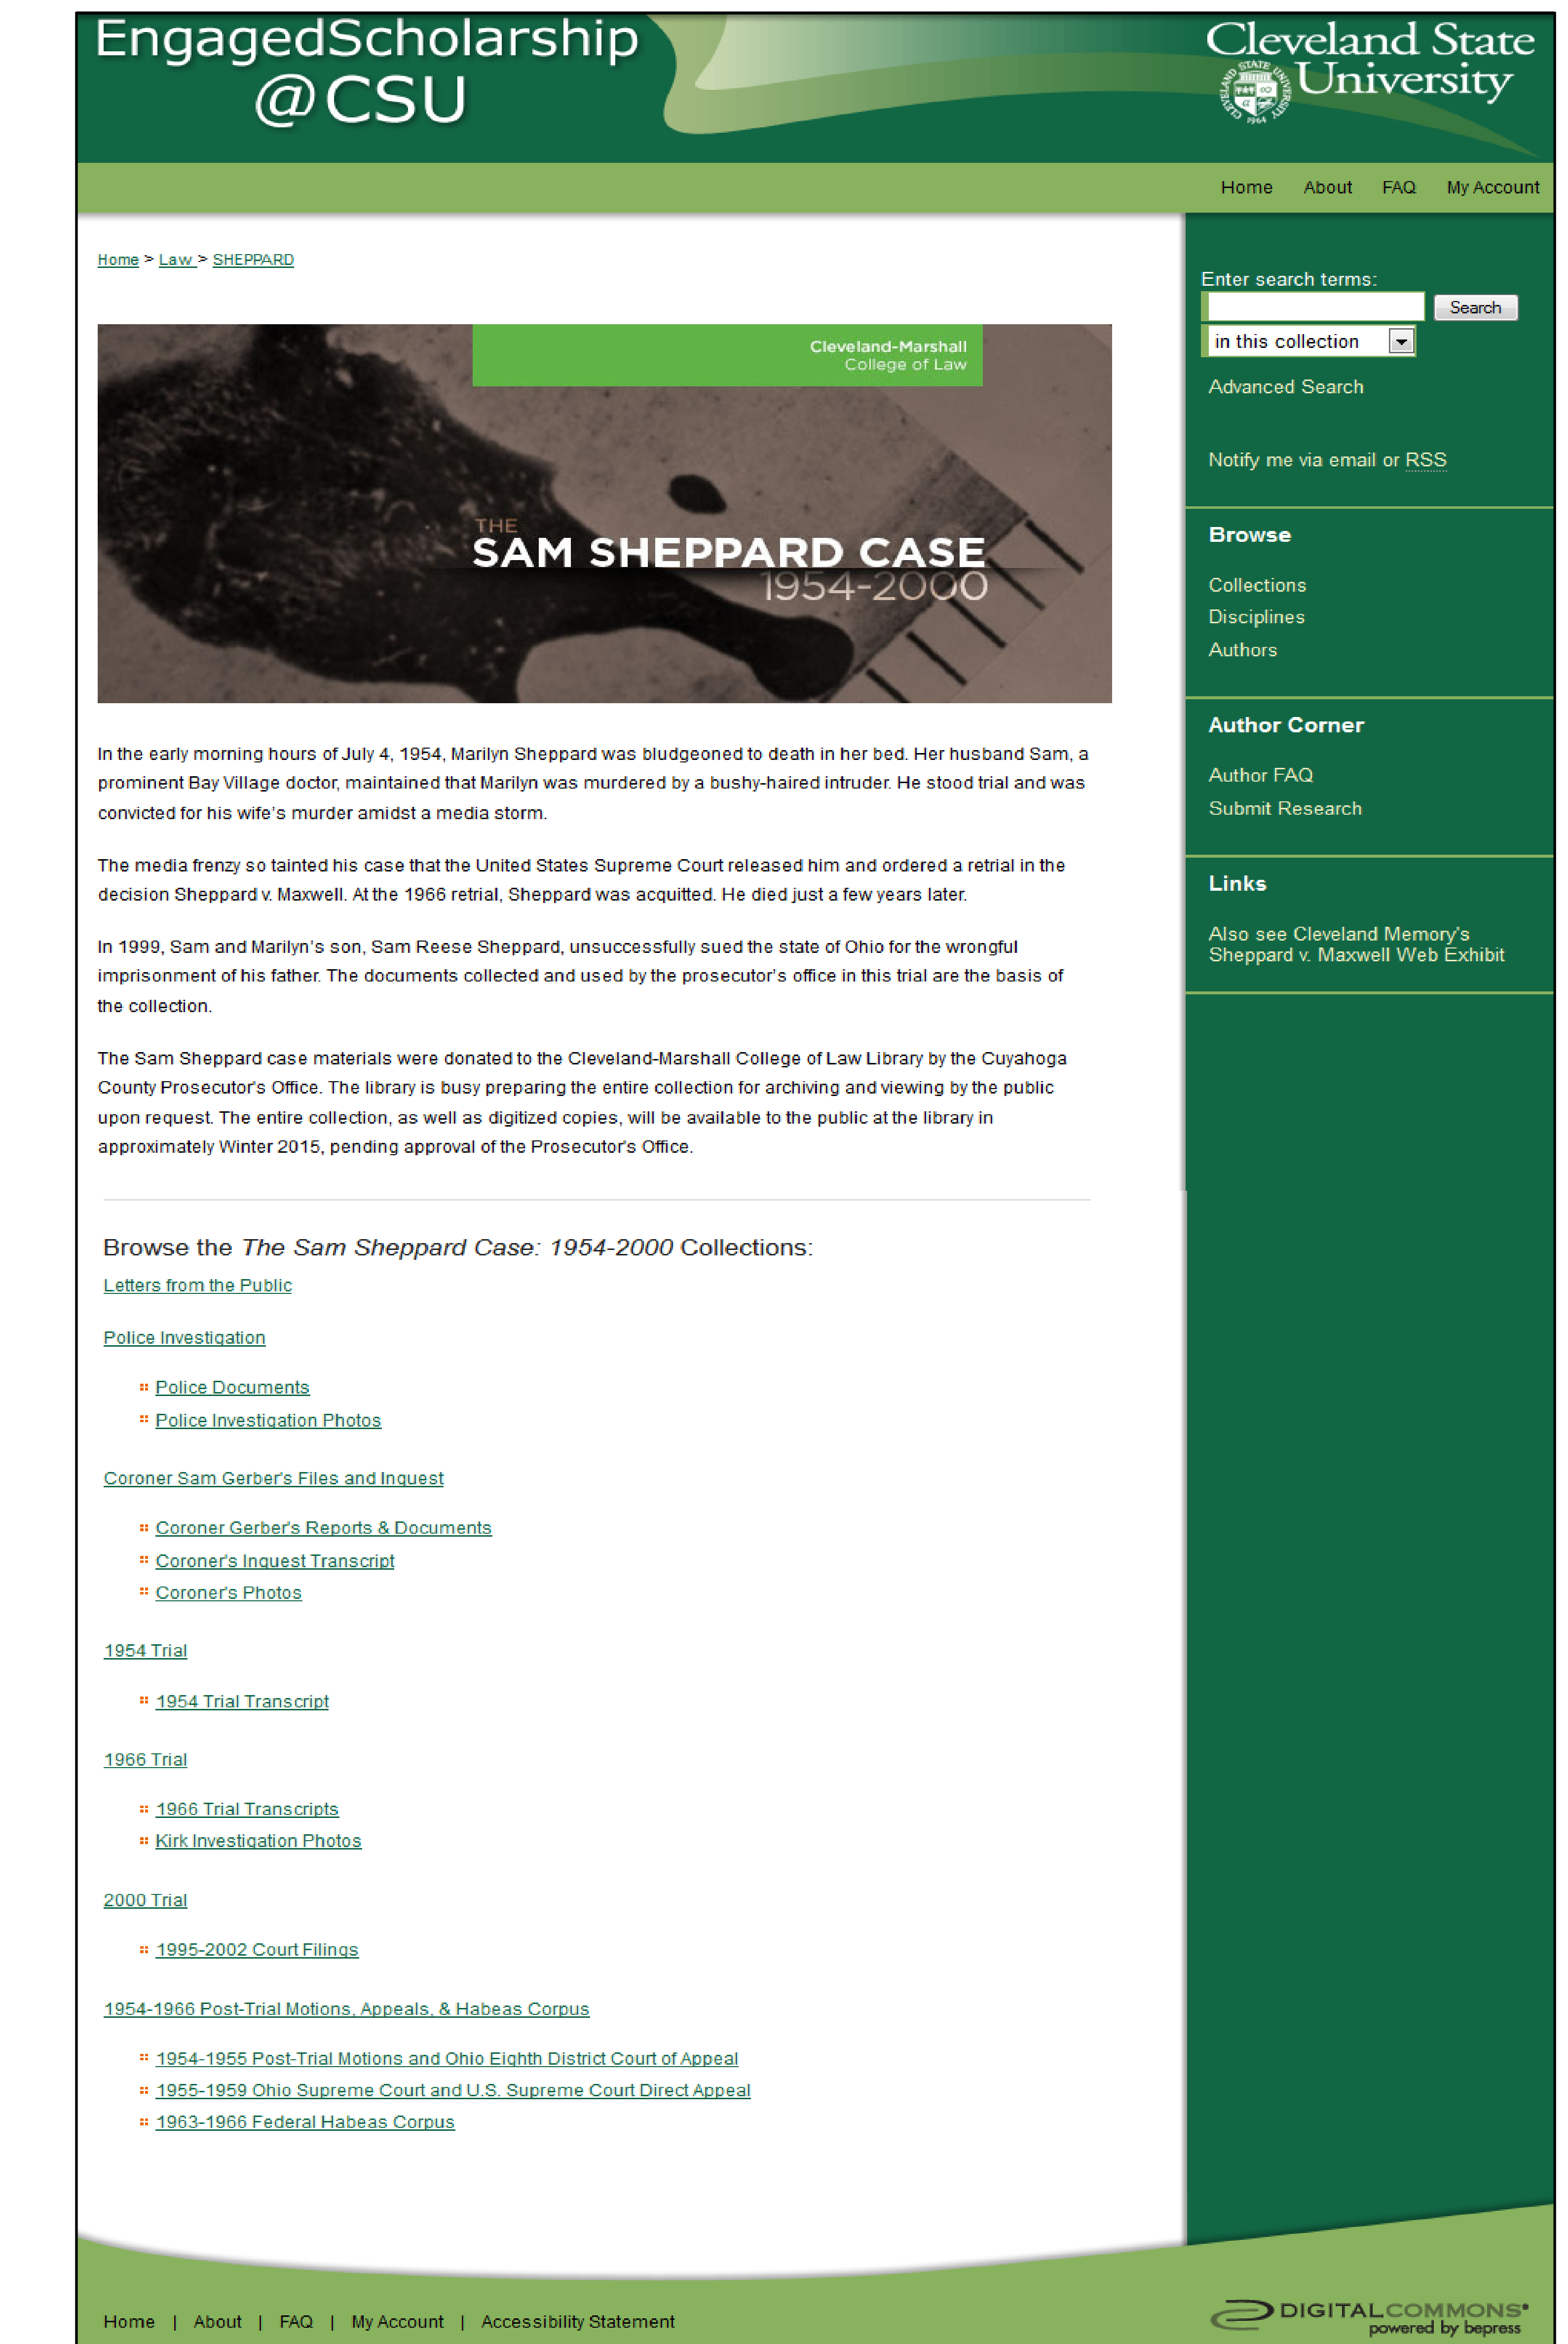 EngagedScholarship
@CSU
Cleveland State
University
CLEVELAND STATE UNIVERSITY
1964
Home About FAQ My Account
Home > Law > SHEPPARD
Cleveland-Marshall
College of Law
THE
SAM SHEPPARD CASE
1954-2000
In the early morning hours of July 4, 1954, Marilyn Sheppard was bludgeoned to death in her bed. Her husband Sam, a
prominent Bay Village doctor, maintained that Marilyn was murdered by a bushy-haired intruder. He stood trial and was
convicted for his wife's murder amidst a media storm.
The media frenzy so tainted his case that the United States Supreme Court released him and ordered a retrial in the
decision Sheppard v. Maxwell. At the 1966 retrial, Sheppard was acquitted. He died just a few years later.
In 1999, Sam and Marilyn's son, Sam Reese Sheppard, unsuccessfully sued the state of Ohio for the wrongful
imprisonment of his father. The documents collected and used by the prosecutor's office in this trial are the basis of
the collection.
The Sam Sheppard case materials were donated to the Cleveland-Marshall College of Law Library by the Cuyahoga
County Prosecutor's Office. The library is busy preparing the entire collection for archiving and viewing by the public
upon request. The entire collection, as well as digitized copies, will be available to the public at the library in
approximately Winter 2015, pending approval of the Prosecutor's Office.
Browse the The Sam Sheppard Case: 1954-2000 Collections:
Letters from the Public
Police Investigation
Police Documents
Police Investigation Photos
Coroner Sam Gerber's Files and Inquest
Coroner Gerber's Reports & Documents
Coroner's Inquest Transcript
Coroner's Photos
1954 Trial
1954 Trial Transcript
1966 Trial
1966 Trial Transcripts
Kirk Investigation Photos
2000 Trial
1995-2002 Court Filings
1954-1966 Post-Trial Motions, Appeals, & Habeas Corpus
1954-1955 Post-Trial Motions and Ohio Eighth District Court of Appeal
1955-1959 Ohio Supreme Court and U.S. Supreme Court Direct Appeal
1963-1966 Federal Habeas Corpus
Enter search terms:
Search
in this collection
Advanced Search
Notify me via email or RSS
Browse
Collections
Disciplines
Authors
Author Corner
Author FAQ
Submit Research
Links
Also see Cleveland Memory's
Sheppard v. Maxwell Web Exhibit
Home | About | FAQ | My Account | Accessibility Statement
DIGITALCOMMONS®
powered by bepress